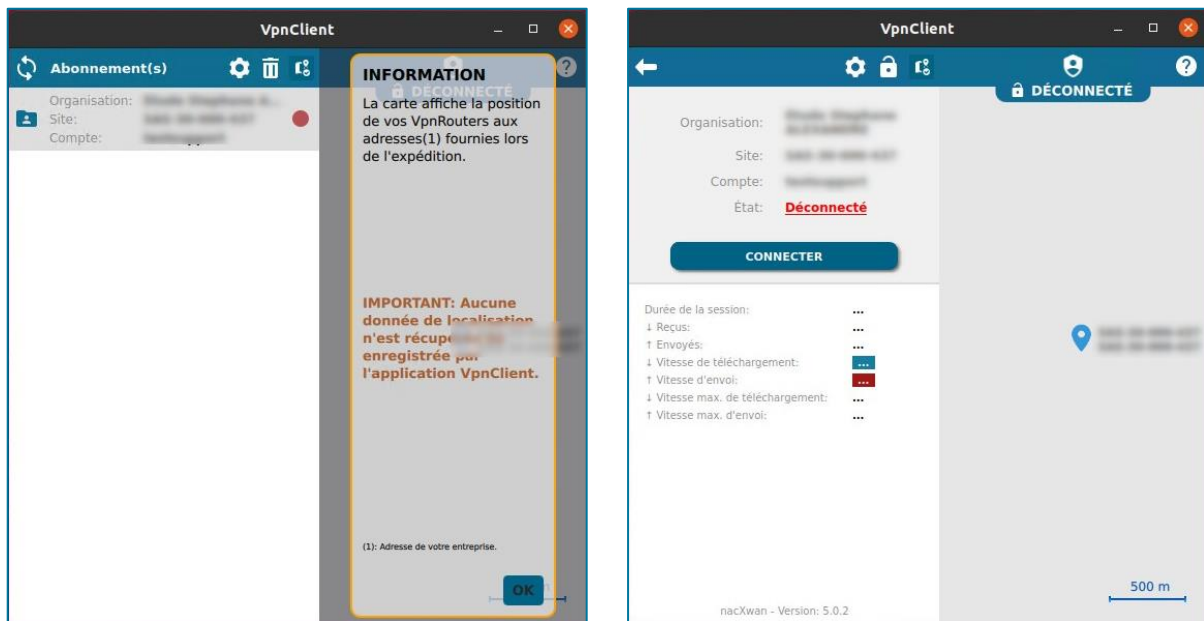 VpnClient
Abonnement(s)
Organisation:
Site:
Compte:
DÉCONNECTÉ
INFORMATION
La carte affiche la position
de vos VpnRouters aux
adresses(1) fournies lors
de l'expédition.
IMPORTANT: Aucune
donnée de localisation
n'est
enregistrée par
l'application VpnClient.
(1): Adresse de votre entreprise.
OK
VpnClient
DÉCONNECTÉ
Organisation:
Site:
Compte:
État: Déconnecté
CONNECTER
Durée de la session: ...
↓ Reçus: ...
↑ Envoyés: ...
↓ Vitesse de téléchargement: ...
↑ Vitesse d'envoi: ...
↓ Vitesse max. de téléchargement: ...
↑ Vitesse max. d'envoi: ...
500 m
nacXwan - Version: 5.0.2